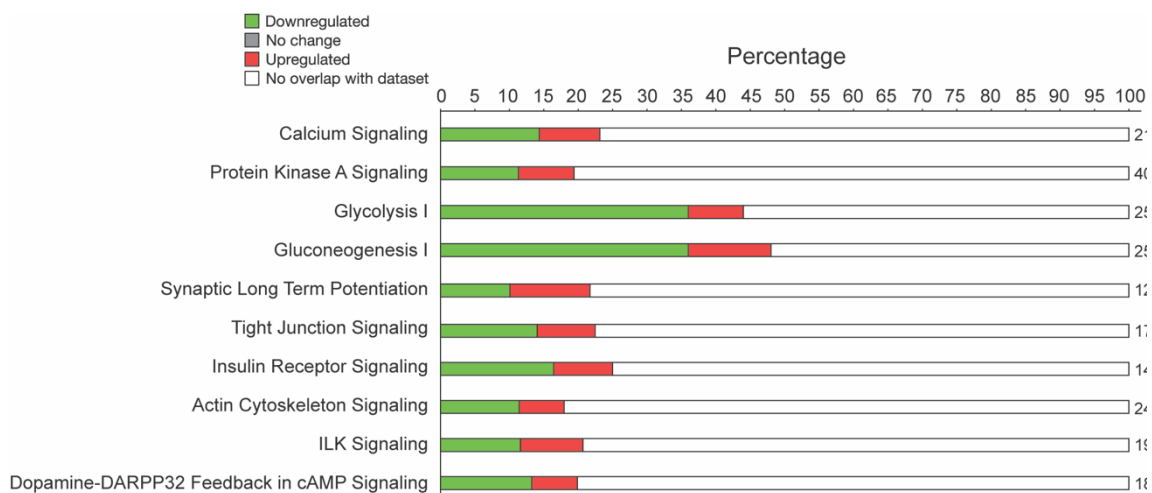 Downregulated
No change
Upregulated
No overlap with dataset
Percentage
0 5 10 15 20 25 30 35 40 45 50 55 60 65 70 75 80 85 90 95 100
Calcium Signaling
Protein Kinase A Signaling
Glycolysis I
Gluconeogenesis I
Synaptic Long Term Potentiation
Tight Junction Signaling
Insulin Receptor Signaling
Actin Cytoskeleton Signaling
ILK Signaling
Dopamine-DARPP32 Feedback in cAMP Signaling